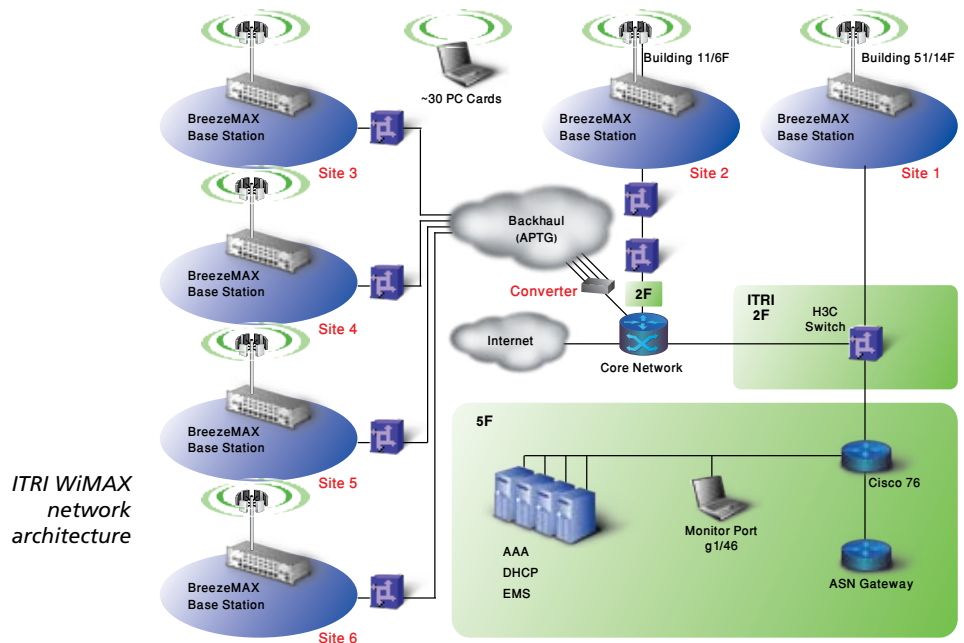 Building 11/6F
Building 51/14F
~30 PC Cards
BreezeMAX
Base Station
Site 3
BreezeMAX
Base Station
Site 2
BreezeMAX
Base Station
Site 1
Backhaul
(APTG)
BreezeMAX
Base Station
Site 4
Converter
2F
ITRI
2F
H3C
Switch
Internet
Core Network
BreezeMAX
Base Station
Site 5
5F
Cisco 76
ITRI WiMAX
network
architecture
Monitor Port
g1/46
AAA
DHCP
EMS
ASN Gateway
BreezeMAX
Base Station
Site 6